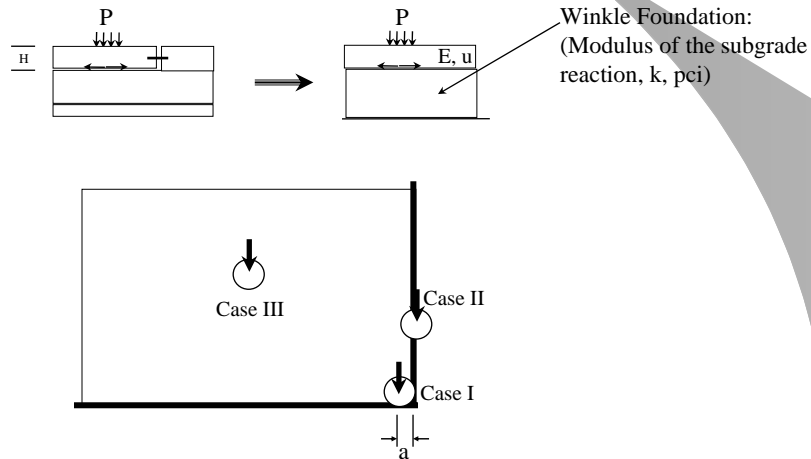 P
P
Winkle Foundation:
(Modulus of the subgrade
reaction, k, pci)
H
E, u
Case III
Case II
Case I
a